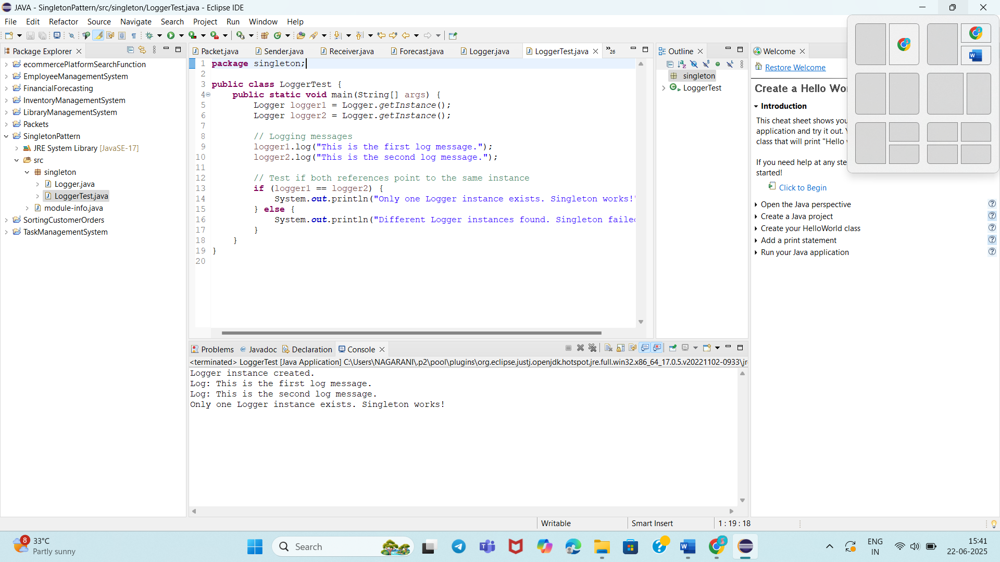 JAVA - SingletonPattern/src/singleton/LoggerTest.java - Eclipse IDE
File Edit Refactor Source Navigate Search Project Run Window Help
Package Explorer
ecommercePlatformSearchFunction
EmployeeManagementSystem
FinancialForecasting
InventoryManagementSystem
LibraryManagementSystem
Packets
SingletonPattern
JRE System Library [JavaSE-17]
src
singleton
Logger.java
LoggerTest.java
module-info.java
SortingCustomerOrders
TaskManagementSystem
Packet.java Sender.java Receiver.java Forecast.java Logger.java LoggerTest.java »26
1 package singleton;
2
3 public class LoggerTest {
4 public static void main(String[] args) {
5 Logger logger1 = Logger.getInstance();
6 Logger logger2 = Logger.getInstance();
7
8 // Logging messages
9 logger1.log("This is the first log message.");
10 logger2.log("This is the second log message.");
11
12 // Test if both references point to the same instance
13 if (logger1 == logger2) {
14 System.out.println("Only one Logger instance exists. Singleton works!"
15 } else {
16 System.out.println("Different Logger instances found. Singleton failed
17 }
18 }
19 }
20
Outline
singleton
LoggerTest
Welcome
Restore Welcome
Create a Hello Wo
Introduction
This cheat sheet shows you
application and try it out.
class that will print "Hello
If you need help at any ste
started!
Click to Begin
Open the Java perspective
Create a Java project
Create your HelloWorld class
Add a print statement
Run your Java application
Problems @ Javadoc Declaration Console
<terminated> LoggerTest [Java Application] C:\Users\NAGARANI\.p2\pool\plugins\org.eclipse.justj.openjdk.hotspot.jre.full.win32.x86_64_17.0.5.v20221102-0933\jr
Logger instance created.
Log: This is the first log message.
Log: This is the second log message.
Only one Logger instance exists. Singleton works!
Writable Smart Insert 1 : 19 : 18
8
33°C
Partly sunny
Search
ENG
IN
15:41
22-06-2025